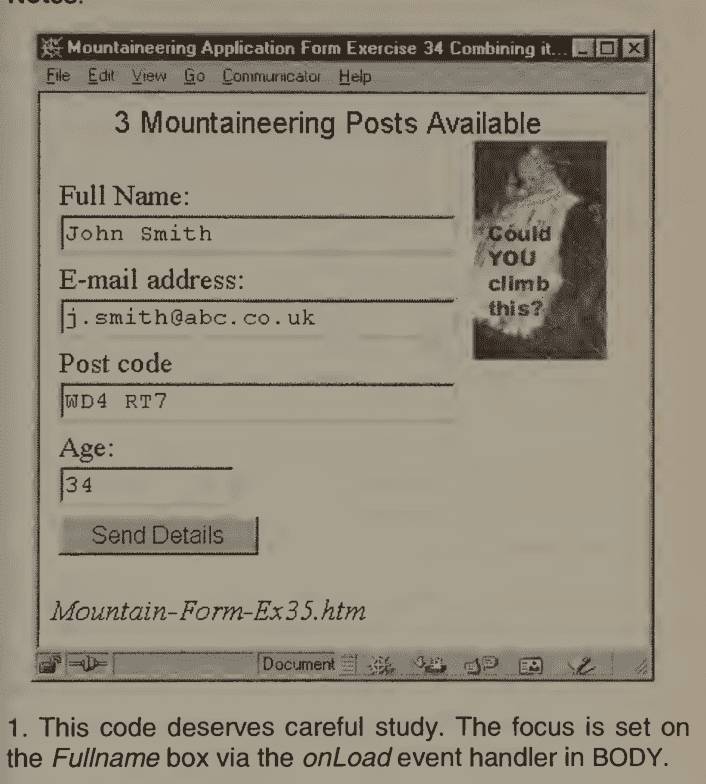 Notes:
Mountaineering Application Form Exercise 34 Combining it...
File Edit View Go Communicator Help
3 Mountaineering Posts Available
Full Name:
John Smith
E-mail address:
j.smith@abc.co.uk
Post code
WD4 RT7
Age:
34
Send Details
Could
YOU
climb
this?
Mountain-Form-Ex35.htm
Document
1. This code deserves careful study. The focus is set on
the Fullname box via the onLoad event handler in BODY.